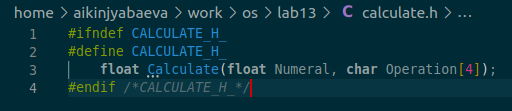 home > aikinjyabaeva > work > os > lab13 > C calculate.h > ...
1 #ifndef CALCULATE_H_
2 #define CALCULATE_H_
3 float Calculate(float Numeral, char Operation[4]);
4 #endif /*CALCULATE_H_*/